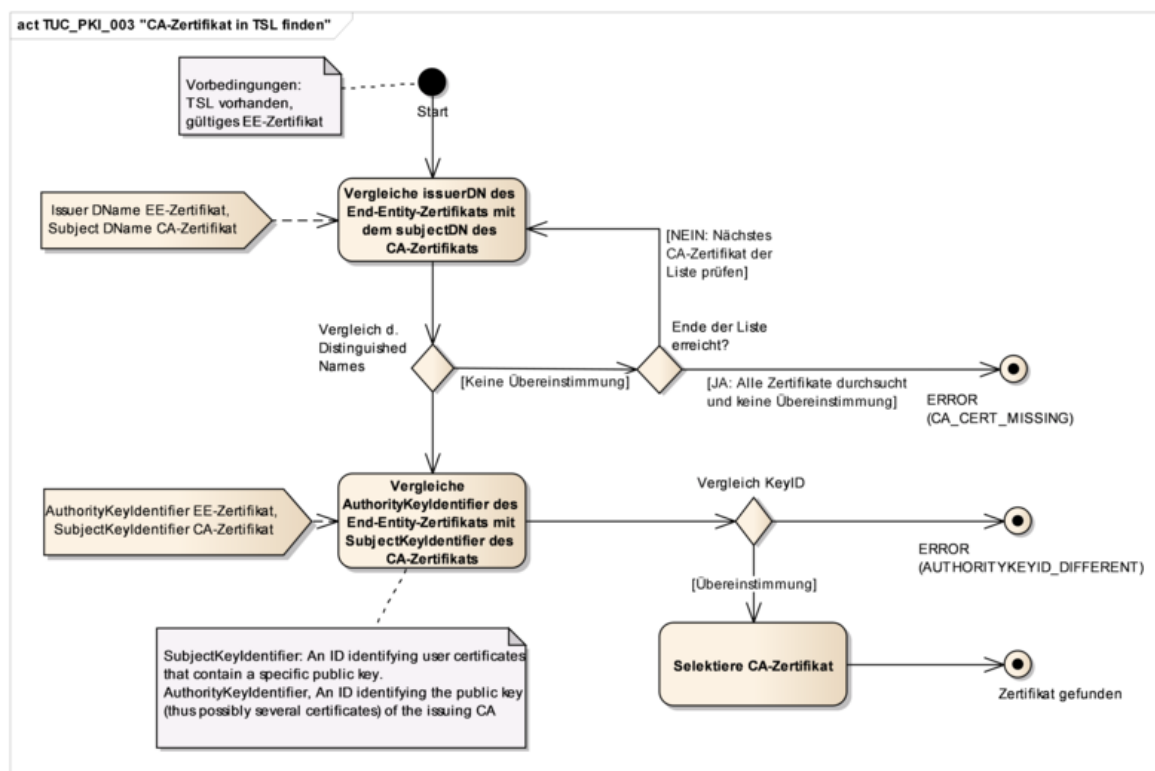 act TUC_PKI_003 "CA-Zertifikat in TSL finden"
Vorbedingungen:
TSL vorhanden,
gültiges EE-Zertifikat
Start
Issuer DName EE-Zertifikat,
Subject DName CA-Zertifikat
Vergleiche issuerDN des
End-Entity-Zertifikats mit
dem subjectDN des
CA-Zertifikats
[NEIN: Nächstes
CA-Zertifikat der
Liste prüfen]
Vergleich d.
Distinguished
Names
[Keine Übereinstimmung]
Ende der Liste
erreicht?
[JA: Alle Zertifikate durchsucht
und keine Übereinstimmung]
ERROR
(CA_CERT_MISSING)
AuthorityKeyIdentifier EE-Zertifikat,
SubjectKeyIdentifier CA-Zertifikat
Vergleiche
AuthorityKeyIdentifier des
End-Entity-Zertifikats mit
SubjectKeyIdentifier des
CA-Zertifikats
Vergleich KeyID
ERROR
(AUTHORITYKEYID_DIFFERENT)
[Übereinstimmung]
Selektiere CA-Zertifikat
Zertifikat gefunden
SubjectKeyIdentifier: An ID identifying user certificates
that contain a specific public key.
AuthorityKeyIdentifier, An ID identifying the public key
(thus possibly several certificates) of the issuing CA